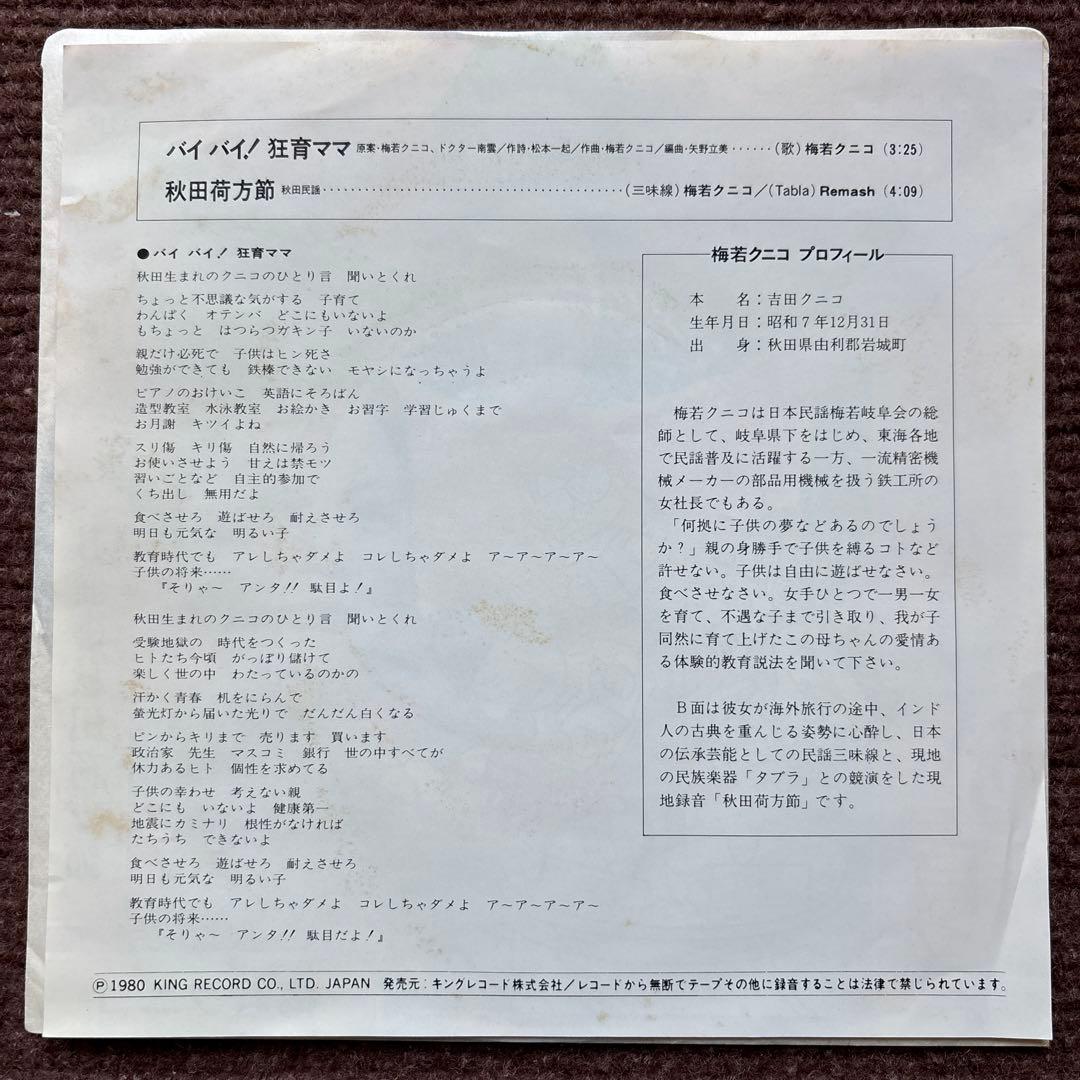 バイ バイ! 狂育ママ 原案・梅若クニコ、ドクター南雲／作詩・松本一起／作曲・梅若クニコ／編曲・矢野立美‥‥‥(歌) 梅若クニコ (3:25)
秋田荷方節 秋田民謡‥‥‥‥‥‥‥‥‥‥‥‥‥‥‥‥‥‥‥‥(三味線) 梅若クニコ／(Tabla) Remash (4:09)
●バイ バイ! 狂育ママ
秋田生まれのクニコのひとり言　聞いとくれ
ちょっと不思議な気がする　子育て
わんぱく　オテンバ　どこにもいないよ
もちょっと　はつらつガキン子　いないのか
親だけ必死で　子供はヒン死さ
勉強ができても　鉄棒できない　モヤシになっちゃうよ
ピアノのおけいこ　英語にそろばん
造型教室　水泳教室　お絵かき　お習字　学習じゅくまで
お月謝　キツイよね
スリ傷　キリ傷　自然に帰ろう
お使いさせよう　甘えは禁モツ
習いごとなど　自主的参加で
くち出し　無用だよ
食べさせろ　遊ばせろ　耐えさせろ
明日も元気な　明るい子
教育時代でも　アレしちゃダメよ　コレしちゃダメよ　ア〜ア〜ア〜ア〜
子供の将来……
『そりゃ〜　アンタ!! 駄目よ!』
秋田生まれのクニコのひとり言　聞いとくれ
受験地獄の　時代をつくった
ヒトたち今頃　がっぽり儲けて
楽しく世の中　わたっているのかの
汗かく青春　机をにらんで
螢光灯から届いた光りで　だんだん白くなる
ピンからキリまで　売ります　買います
政治家　先生　マスコミ　銀行　世の中すべてが
休力あるヒト　個性を求めてる
子供の幸わせ　考えない親
どこにも　いないよ　健康第一
地震にカミナリ　根性がなければ
たちうち　できないよ
食べさせろ　遊ばせろ　耐えさせろ
明日も元気な　明るい子
教育時代でも　アレしちゃダメよ　コレしちゃダメよ　ア〜ア〜ア〜ア〜
子供の将来……
『そりゃ〜　アンタ!! 駄目だよ!』
梅若クニコ プロフィール
本　　名：吉田クニコ
生年月日：昭和７年12月31日
出　　身：秋田県由利郡岩城町
梅若クニコは日本民謡梅若岐阜会の総
師として、岐阜県下をはじめ、東海各地
で民謡普及に活躍する一方、一流精密機
械メーカーの部品用機械を扱う鉄工所の
女社長でもある。
「何拠に子供の夢などあるのでしょう
か？」親の身勝手で子供を縛るコトなど
許せない。子供は自由に遊ばせなさい。
食べさせなさい。女手ひとつで一男一女
を育て、不遇な子まで引き取り、我が子
同然に育て上げたこの母ちゃんの愛情あ
る体験的教育説法を聞いて下さい。
Ｂ面は彼女が海外旅行の途中、インド
人の古典を重んじる姿勢に心酔し、日本
の伝承芸能としての民謡三味線と、現地
の民族楽器「タブラ」との競演をした現
地録音「秋田荷方節」です。
Ⓟ1980 KING RECORD CO., LTD. JAPAN　発売元：キングレコード株式会社／レコードから無断でテープその他に録音することは法律で禁じられています。